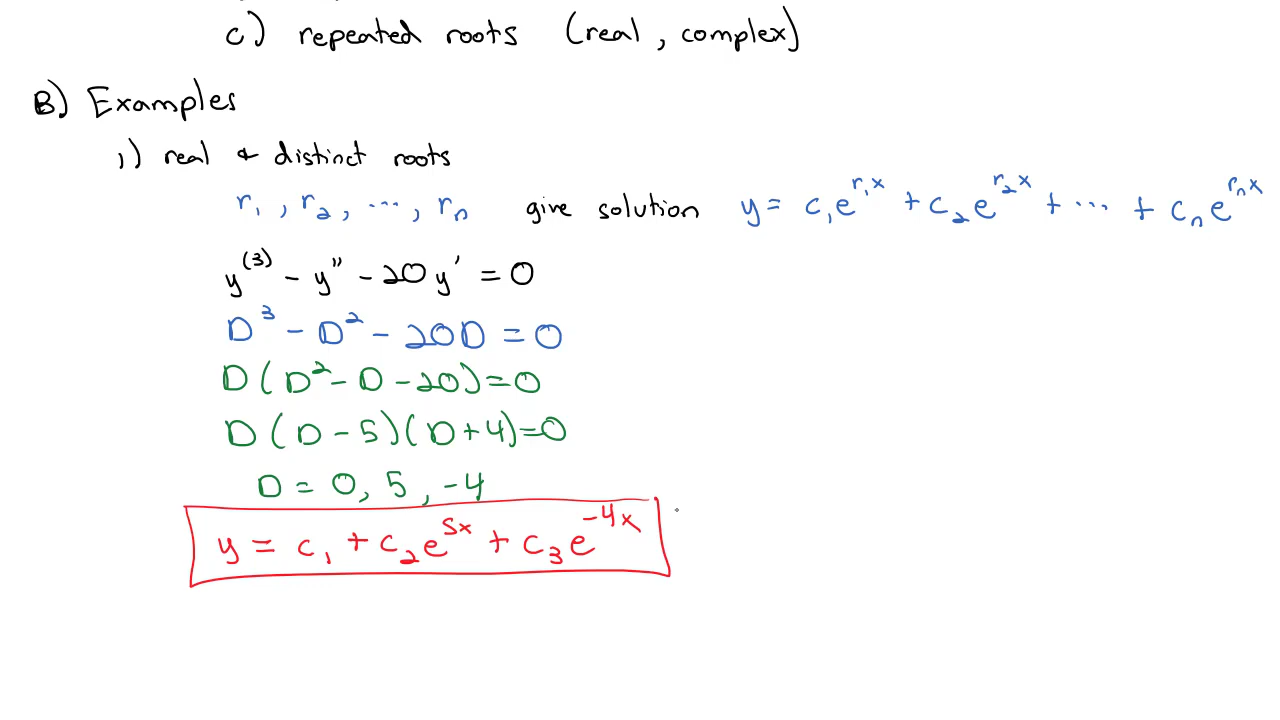 c) repeated roots (real, complex)
B) Examples
1) real & distinct roots
r₁, r₂, ⋯, rₙ give solution y = c₁e^(r₁x) + c₂e^(r₂x) + ⋯ + cₙe^(rₙx)
y⁽³⁾ - y'' - 20y' = 0
D³ - D² - 20D = 0
D(D² - D - 20) = 0
D(D - 5)(D + 4) = 0
D = 0, 5, -4
y = c₁ + c₂e^(5x) + c₃e^(-4x)